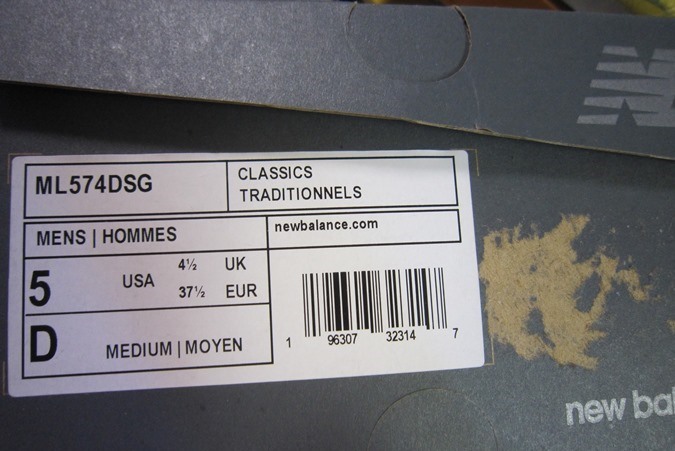 ML574DSG
CLASSICS
TRADITIONNELS
MENS | HOMMES
newbalance.com
5 USA 4½ UK
37½ EUR
D MEDIUM | MOYEN
1 96307 32314 7
new bal